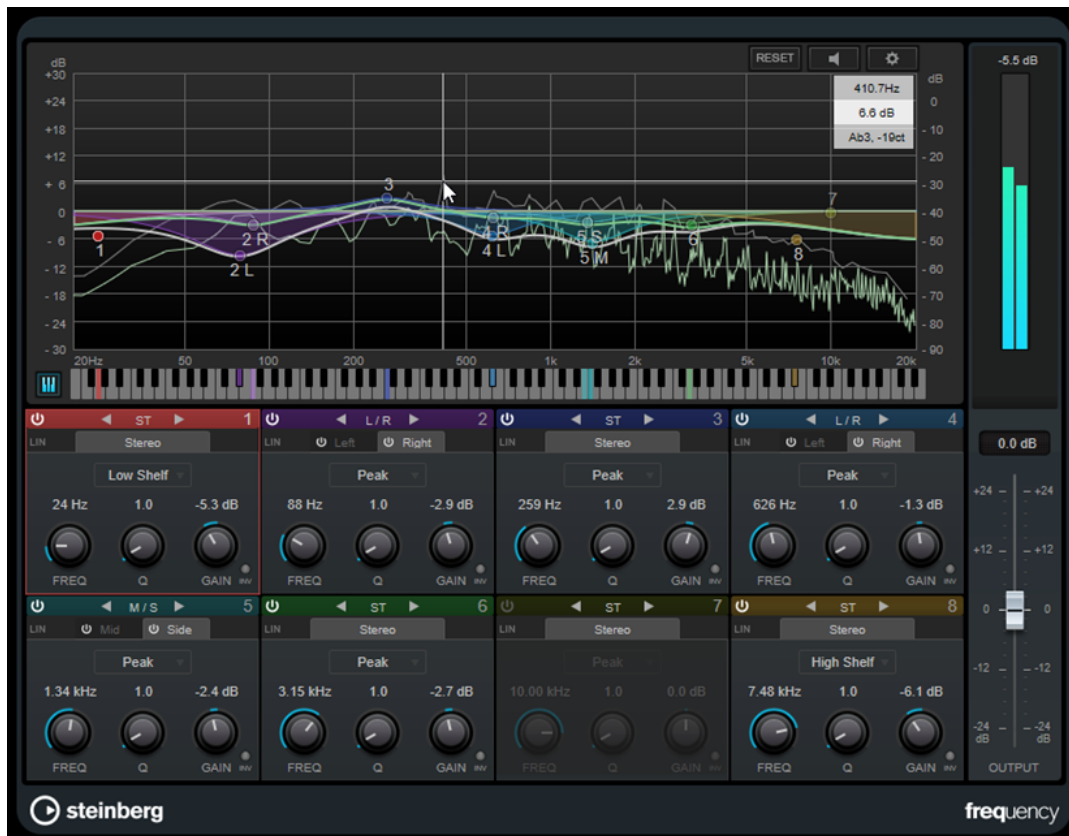 RESET
-5.5 dB
dB
+30
+24
+18
+12
+ 6
0
- 6
- 12
- 18
- 24
- 30
410.7Hz
6.6 dB
Ab3, -19ct
dB
0
- 10
- 20
- 30
- 40
- 50
- 60
- 70
- 80
- 90
1
2 R
2 L
3
4 R
4 L
5 S
5 M
6
7
8
20Hz 50 100 200 500 1k 2k 5k 10k 20k
ST 1
LIN Stereo
Low Shelf
24 Hz 1.0 -5.3 dB
FREQ Q GAIN INV
L/R 2
LIN Left Right
Peak
88 Hz 1.0 -2.9 dB
FREQ Q GAIN INV
ST 3
LIN Stereo
Peak
259 Hz 1.0 2.9 dB
FREQ Q GAIN INV
L/R 4
LIN Left Right
Peak
626 Hz 1.0 -1.3 dB
FREQ Q GAIN INV
M/S 5
LIN Mid Side
Peak
1.34 kHz 1.0 -2.4 dB
FREQ Q GAIN INV
ST 6
LIN Stereo
Peak
3.15 kHz 1.0 -2.7 dB
FREQ Q GAIN INV
ST 7
LIN Stereo
Peak
10.00 kHz 1.0 0.0 dB
FREQ Q GAIN INV
ST 8
LIN Stereo
High Shelf
7.48 kHz 1.0 -6.1 dB
FREQ Q GAIN INV
0.0 dB
+24 +24
+12 +12
0 0
-12 -12
-24 -24
dB dB
OUTPUT
steinberg
frequency